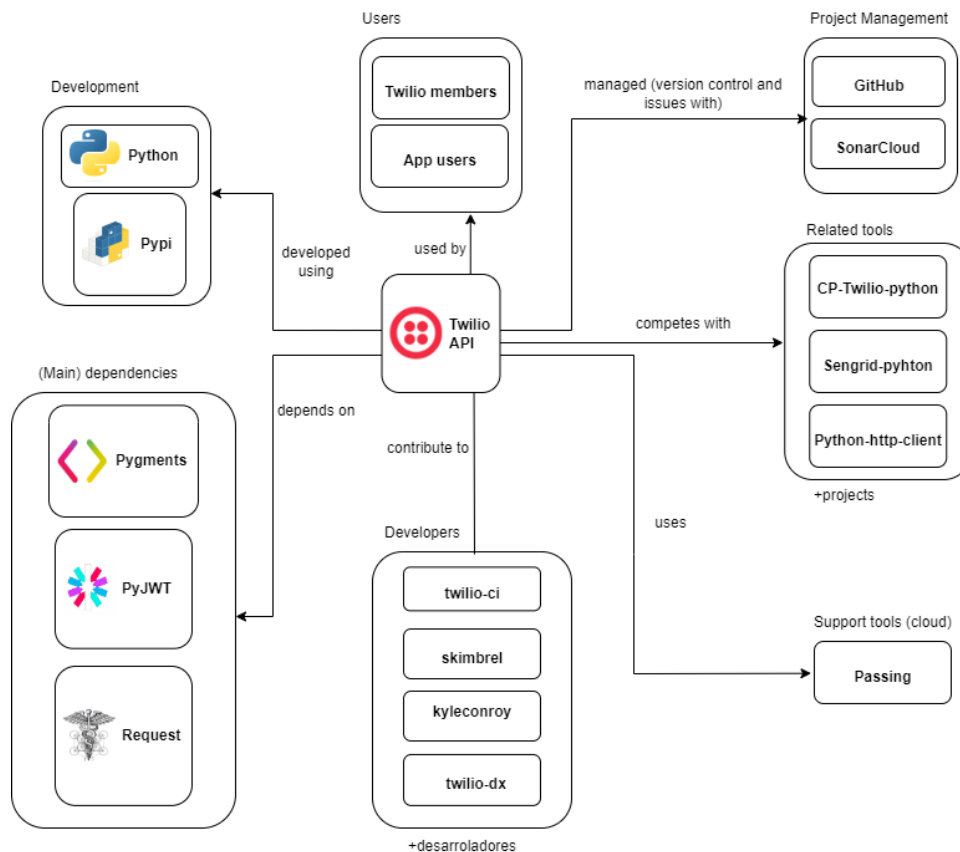 Users
Twilio members
App users
Project Management
GitHub
SonarCloud
managed (version control and
issues with)
Development
Python
Pypi
developed
using
used by
Twilio
API
Related tools
CP-Twilio-python
Sengrid-pyhton
Python-http-client
+projects
competes with
(Main) dependencies
Pygments
PyJWT
Request
depends on
contribute to
Developers
twilio-ci
skimbrel
kyleconroy
twilio-dx
+desarroladores
uses
Support tools (cloud)
Passing